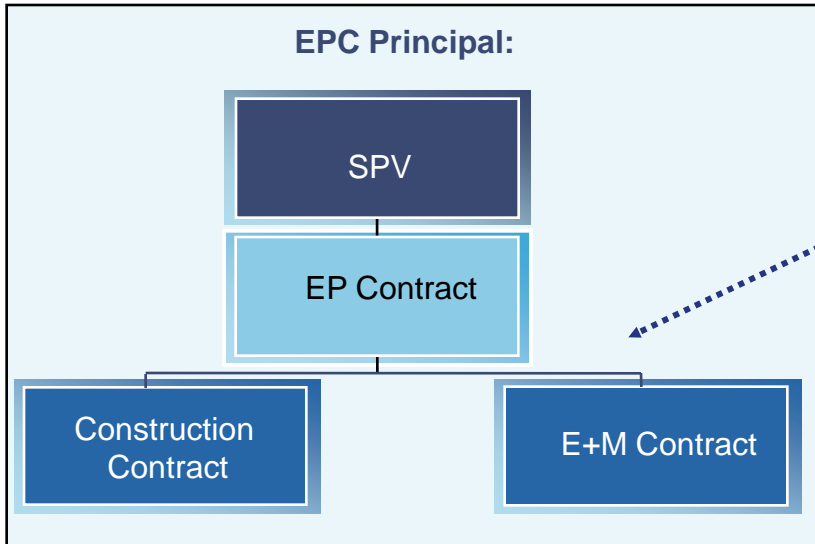 EPC Principal:
SPV
EP Contract
Construction
Contract
E+M Contract